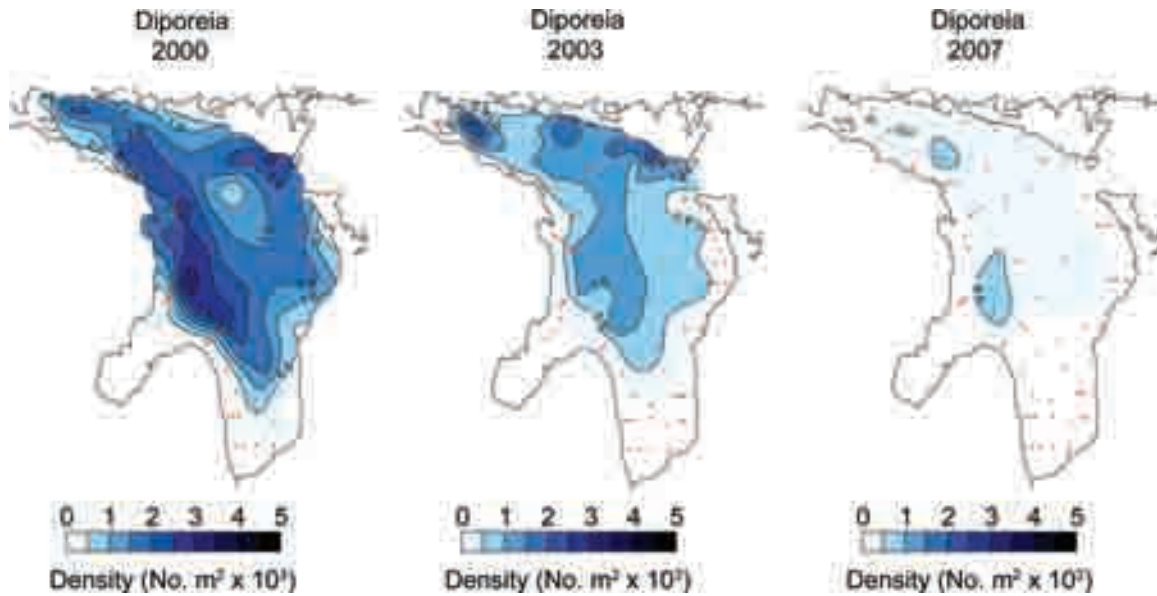 Diporeia
2000
Diporeia
2003
Diporeia
2007
0 1 2 3 4 5
Density (No. m² x 10³)
0 1 2 3 4 5
Density (No. m² x 10³)
0 1 2 3 4 5
Density (No. m² x 10³)